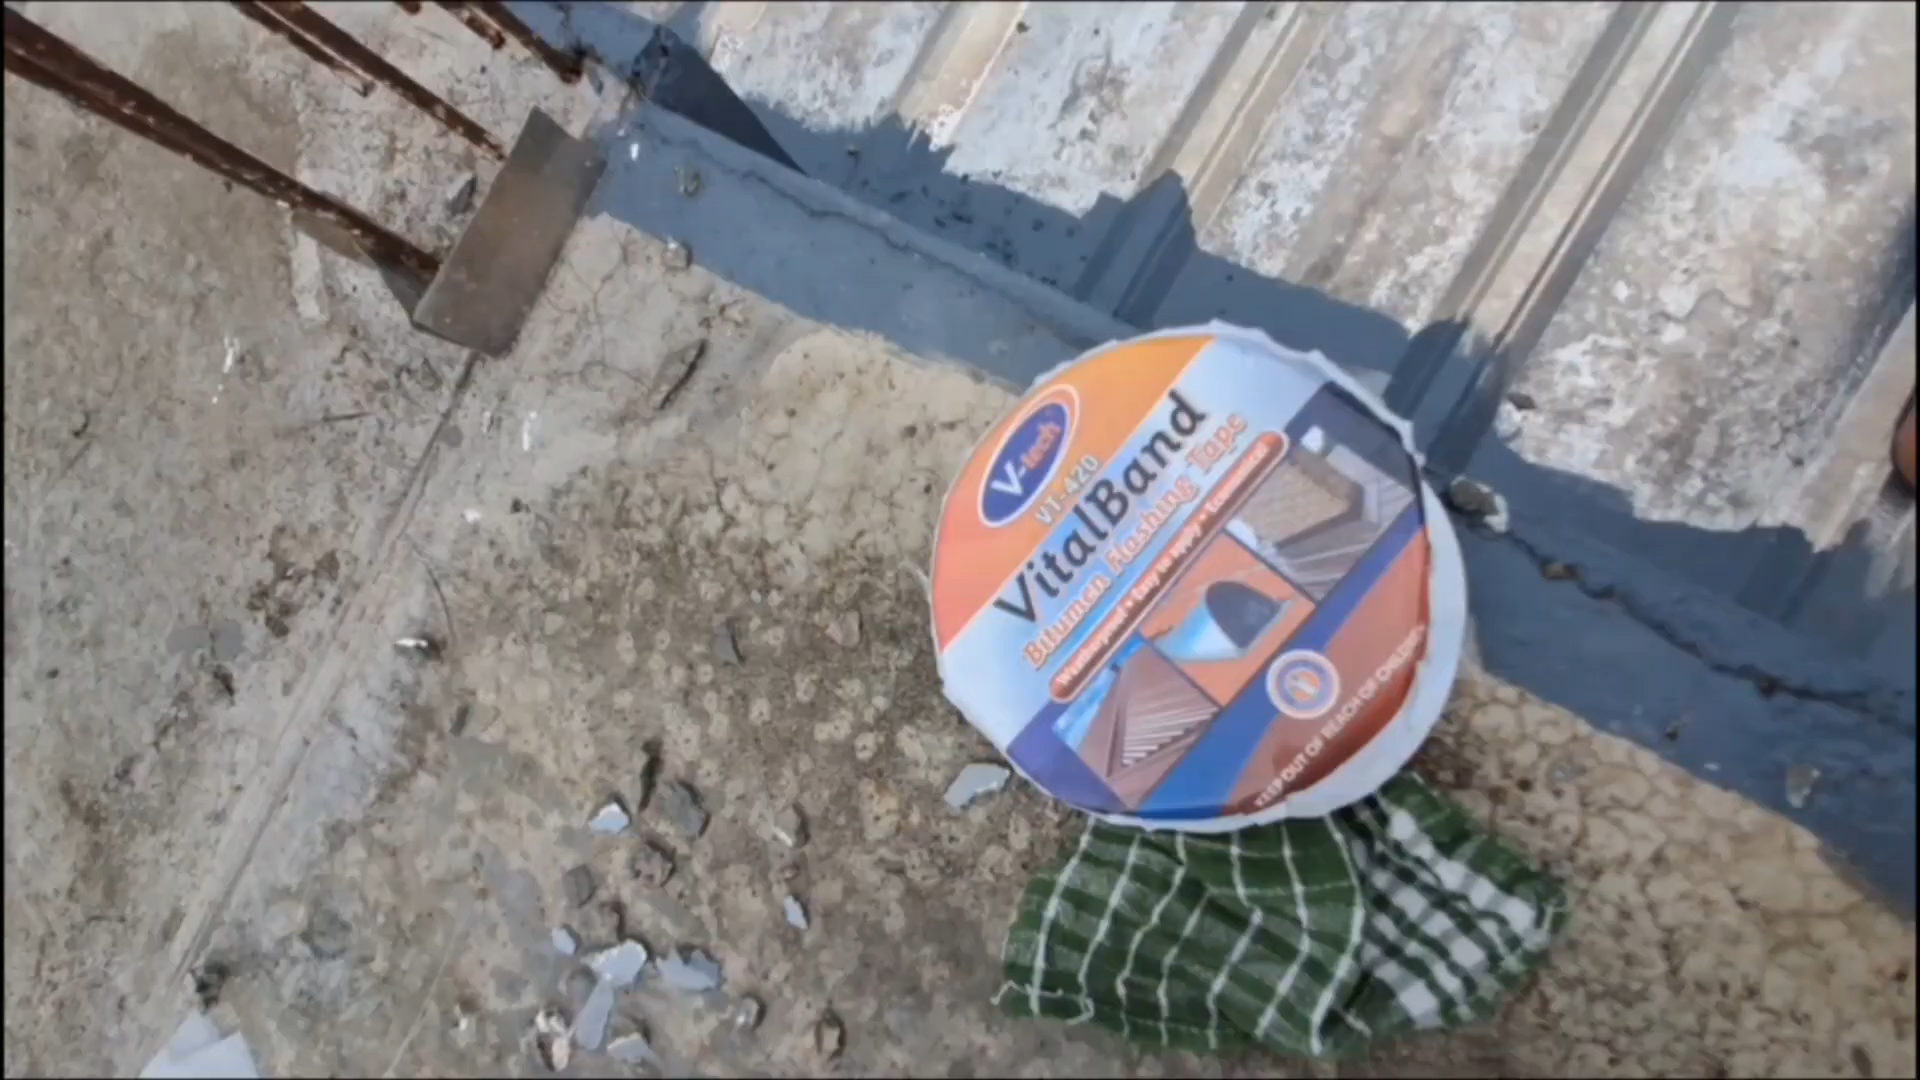 V-tech
VT-420
VitalBand
Bitumen Flashing Tape
Waterproof • Easy to apply • Economical
KEEP OUT OF REACH OF CHILDREN